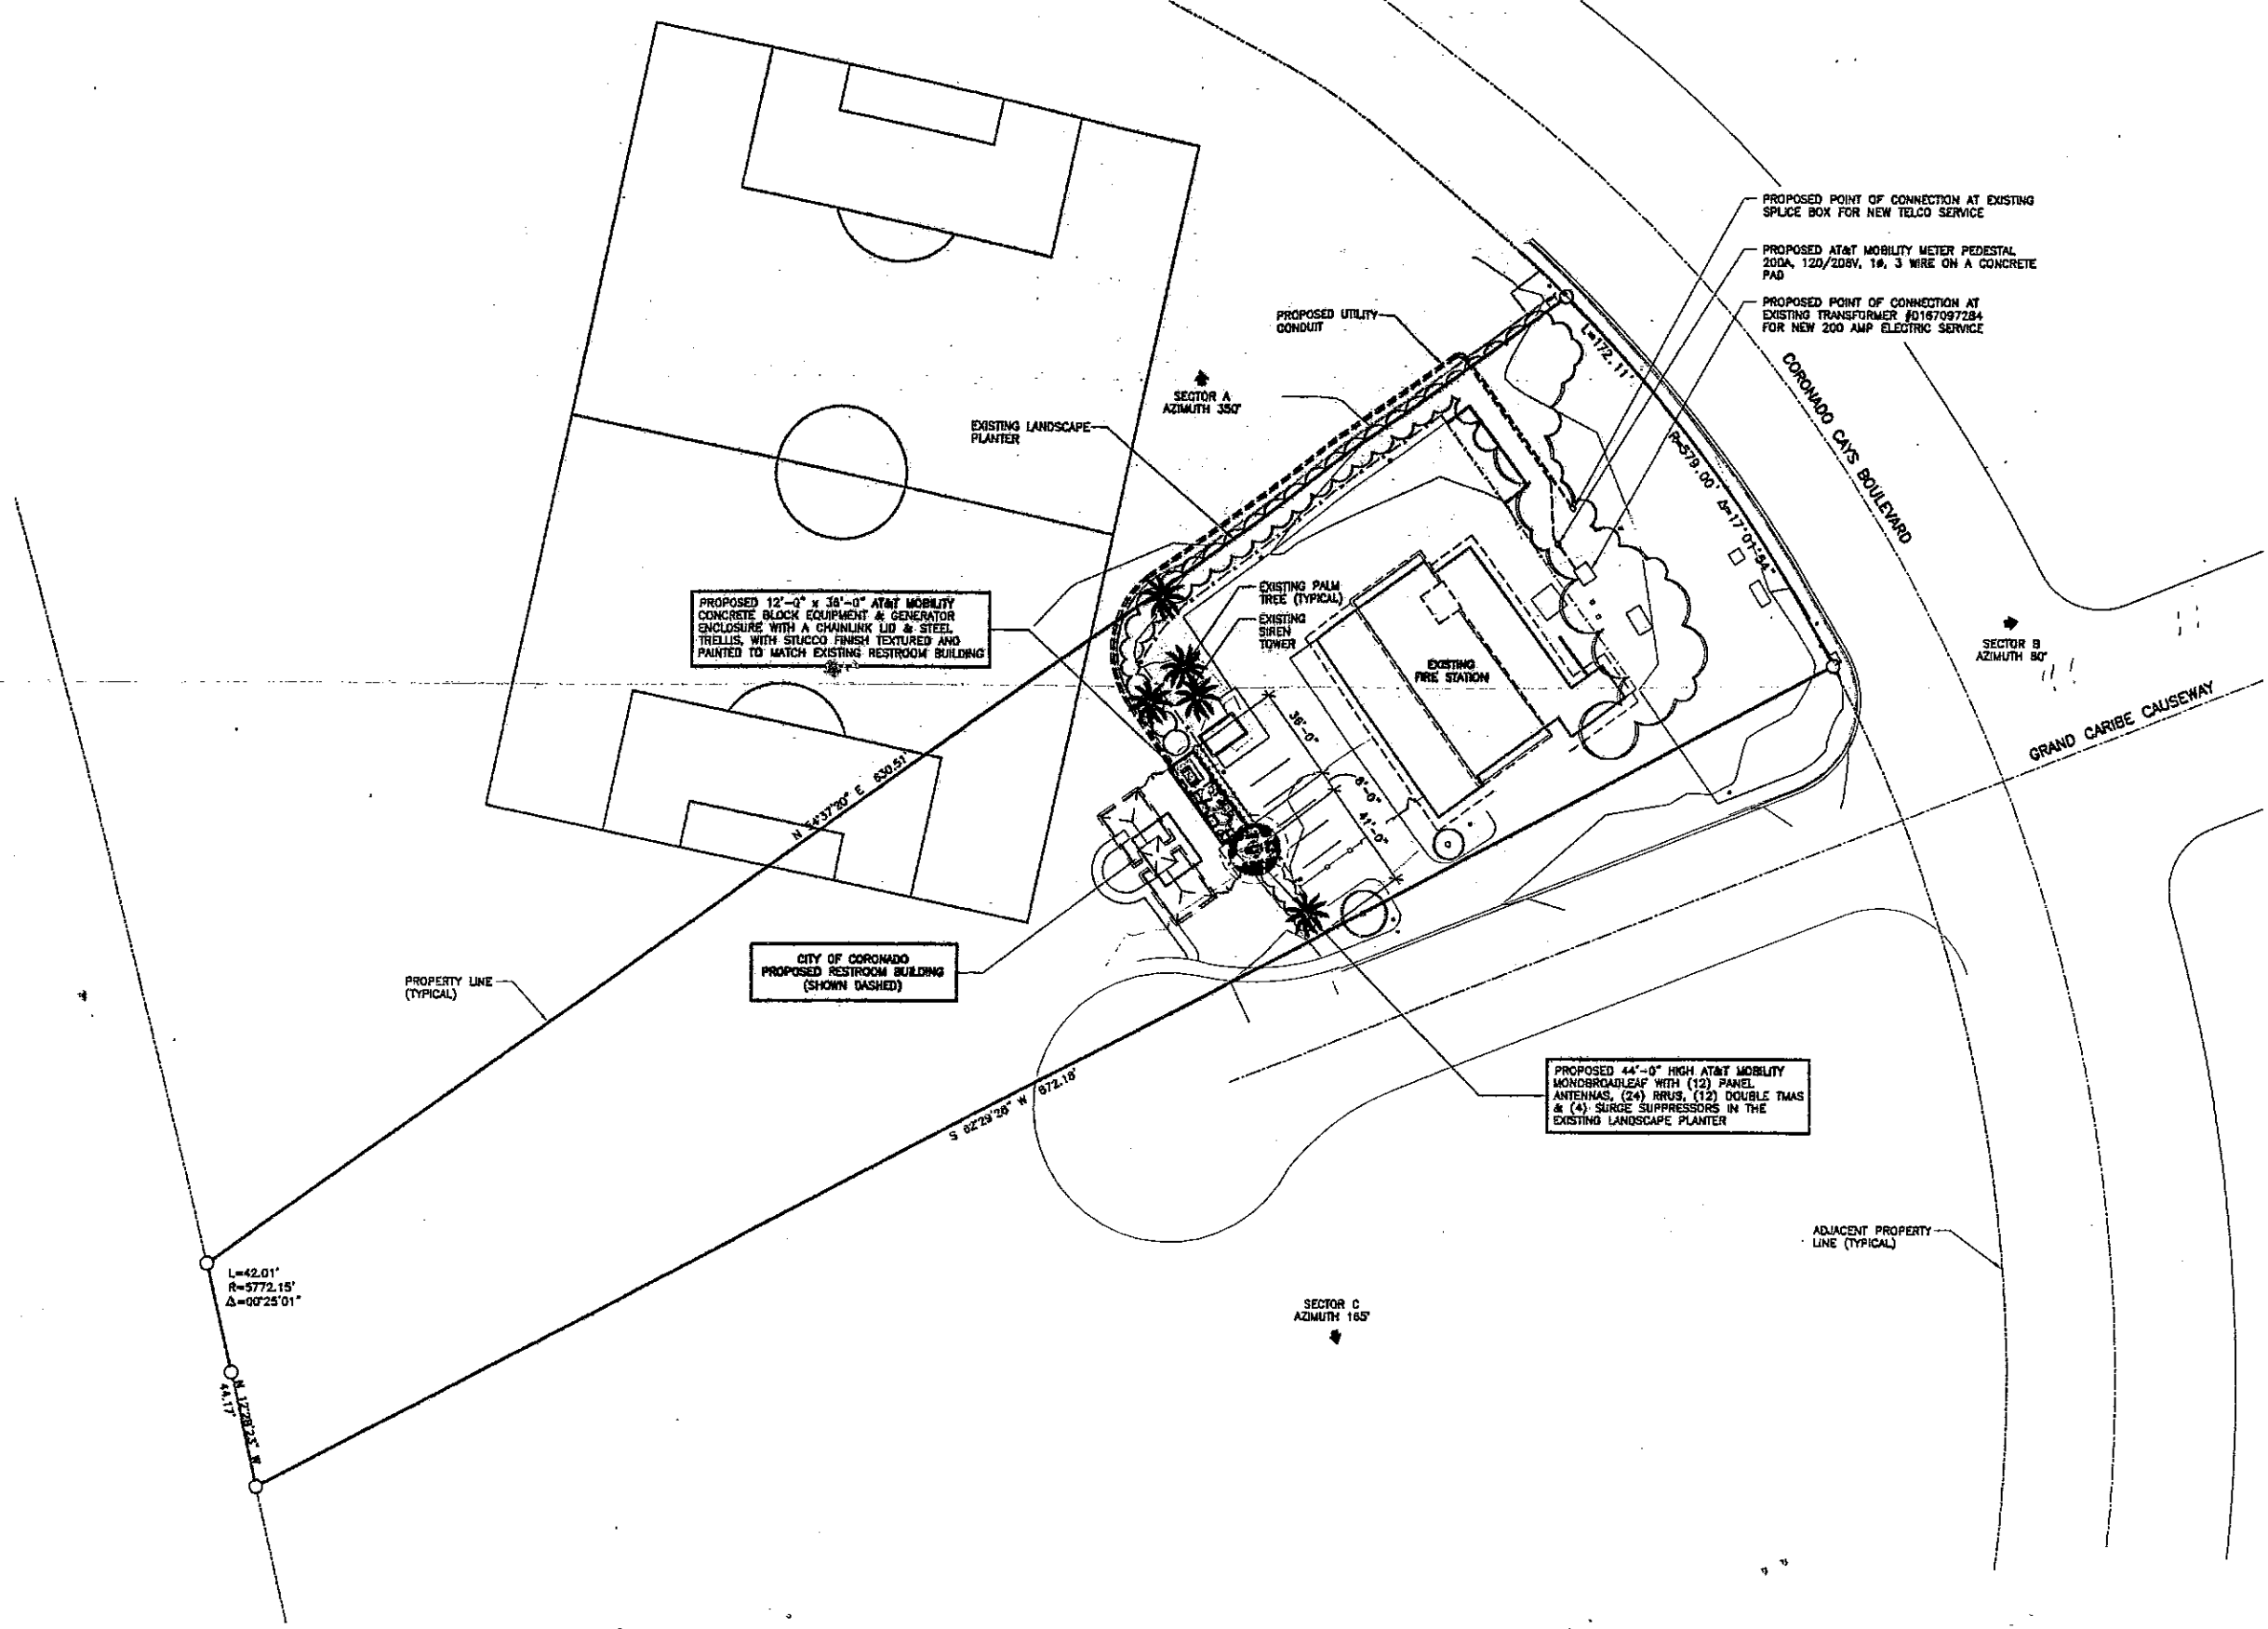 PROPOSED POINT OF CONNECTION AT EXISTING
SPLICE BOX FOR NEW TELCO SERVICE
PROPOSED AT&T MOBILITY METER PEDESTAL
200A, 120/208V, 1ø, 3 WIRE ON A CONCRETE
PAD
PROPOSED POINT OF CONNECTION AT
EXISTING TRANSFORMER #D167097284
FOR NEW 200 AMP ELECTRIC SERVICE
PROPOSED UTILITY
CONDUIT
L=172.11'
R=579.00' Δ=17°01'54"
CORONADO CAYS BOULEVARD
SECTOR A
AZIMUTH 350°
EXISTING LANDSCAPE
PLANTER
PROPOSED 12'-0" x 36'-0" AT&T MOBILITY
CONCRETE BLOCK EQUIPMENT & GENERATOR
ENCLOSURE WITH A CHAINLINK LID & STEEL
TRELLIS, WITH STUCCO FINISH TEXTURED AND
PAINTED TO MATCH EXISTING RESTROOM BUILDING
EXISTING PALM
TREE (TYPICAL)
EXISTING
SIREN
TOWER
EXISTING
FIRE STATION
SECTOR B
AZIMUTH 80°
GRAND CARIBE CAUSEWAY
36'-0"
8'-0"
41'-0"
N 54°37'20" E 630.51'
CITY OF CORONADO
PROPOSED RESTROOM BUILDING
(SHOWN DASHED)
PROPERTY LINE
(TYPICAL)
S 62°29'26" W 872.18'
PROPOSED 44'-0" HIGH AT&T MOBILITY
MONOBROADLEAF WITH (12) PANEL
ANTENNAS, (24) RRUS, (12) DOUBLE TMAS
& (4) SURGE SUPPRESSORS IN THE
EXISTING LANDSCAPE PLANTER
ADJACENT PROPERTY
LINE (TYPICAL)
L=42.01'
R=5772.15'
Δ=00°25'01"
SECTOR C
AZIMUTH 165°
N 12°28'23" W
44.17'